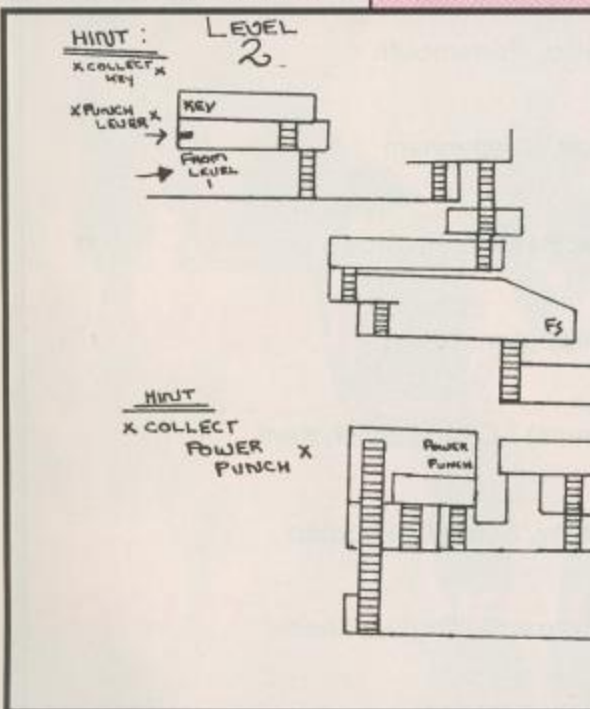 HINT :
LEVEL
2.
x COLLECT x
KEY
x PUNCH
LEVER x
KEY
FROM
LEVEL
1
FS
HINT
x COLLECT
POWER x
PUNCH
POWER
PUNCH